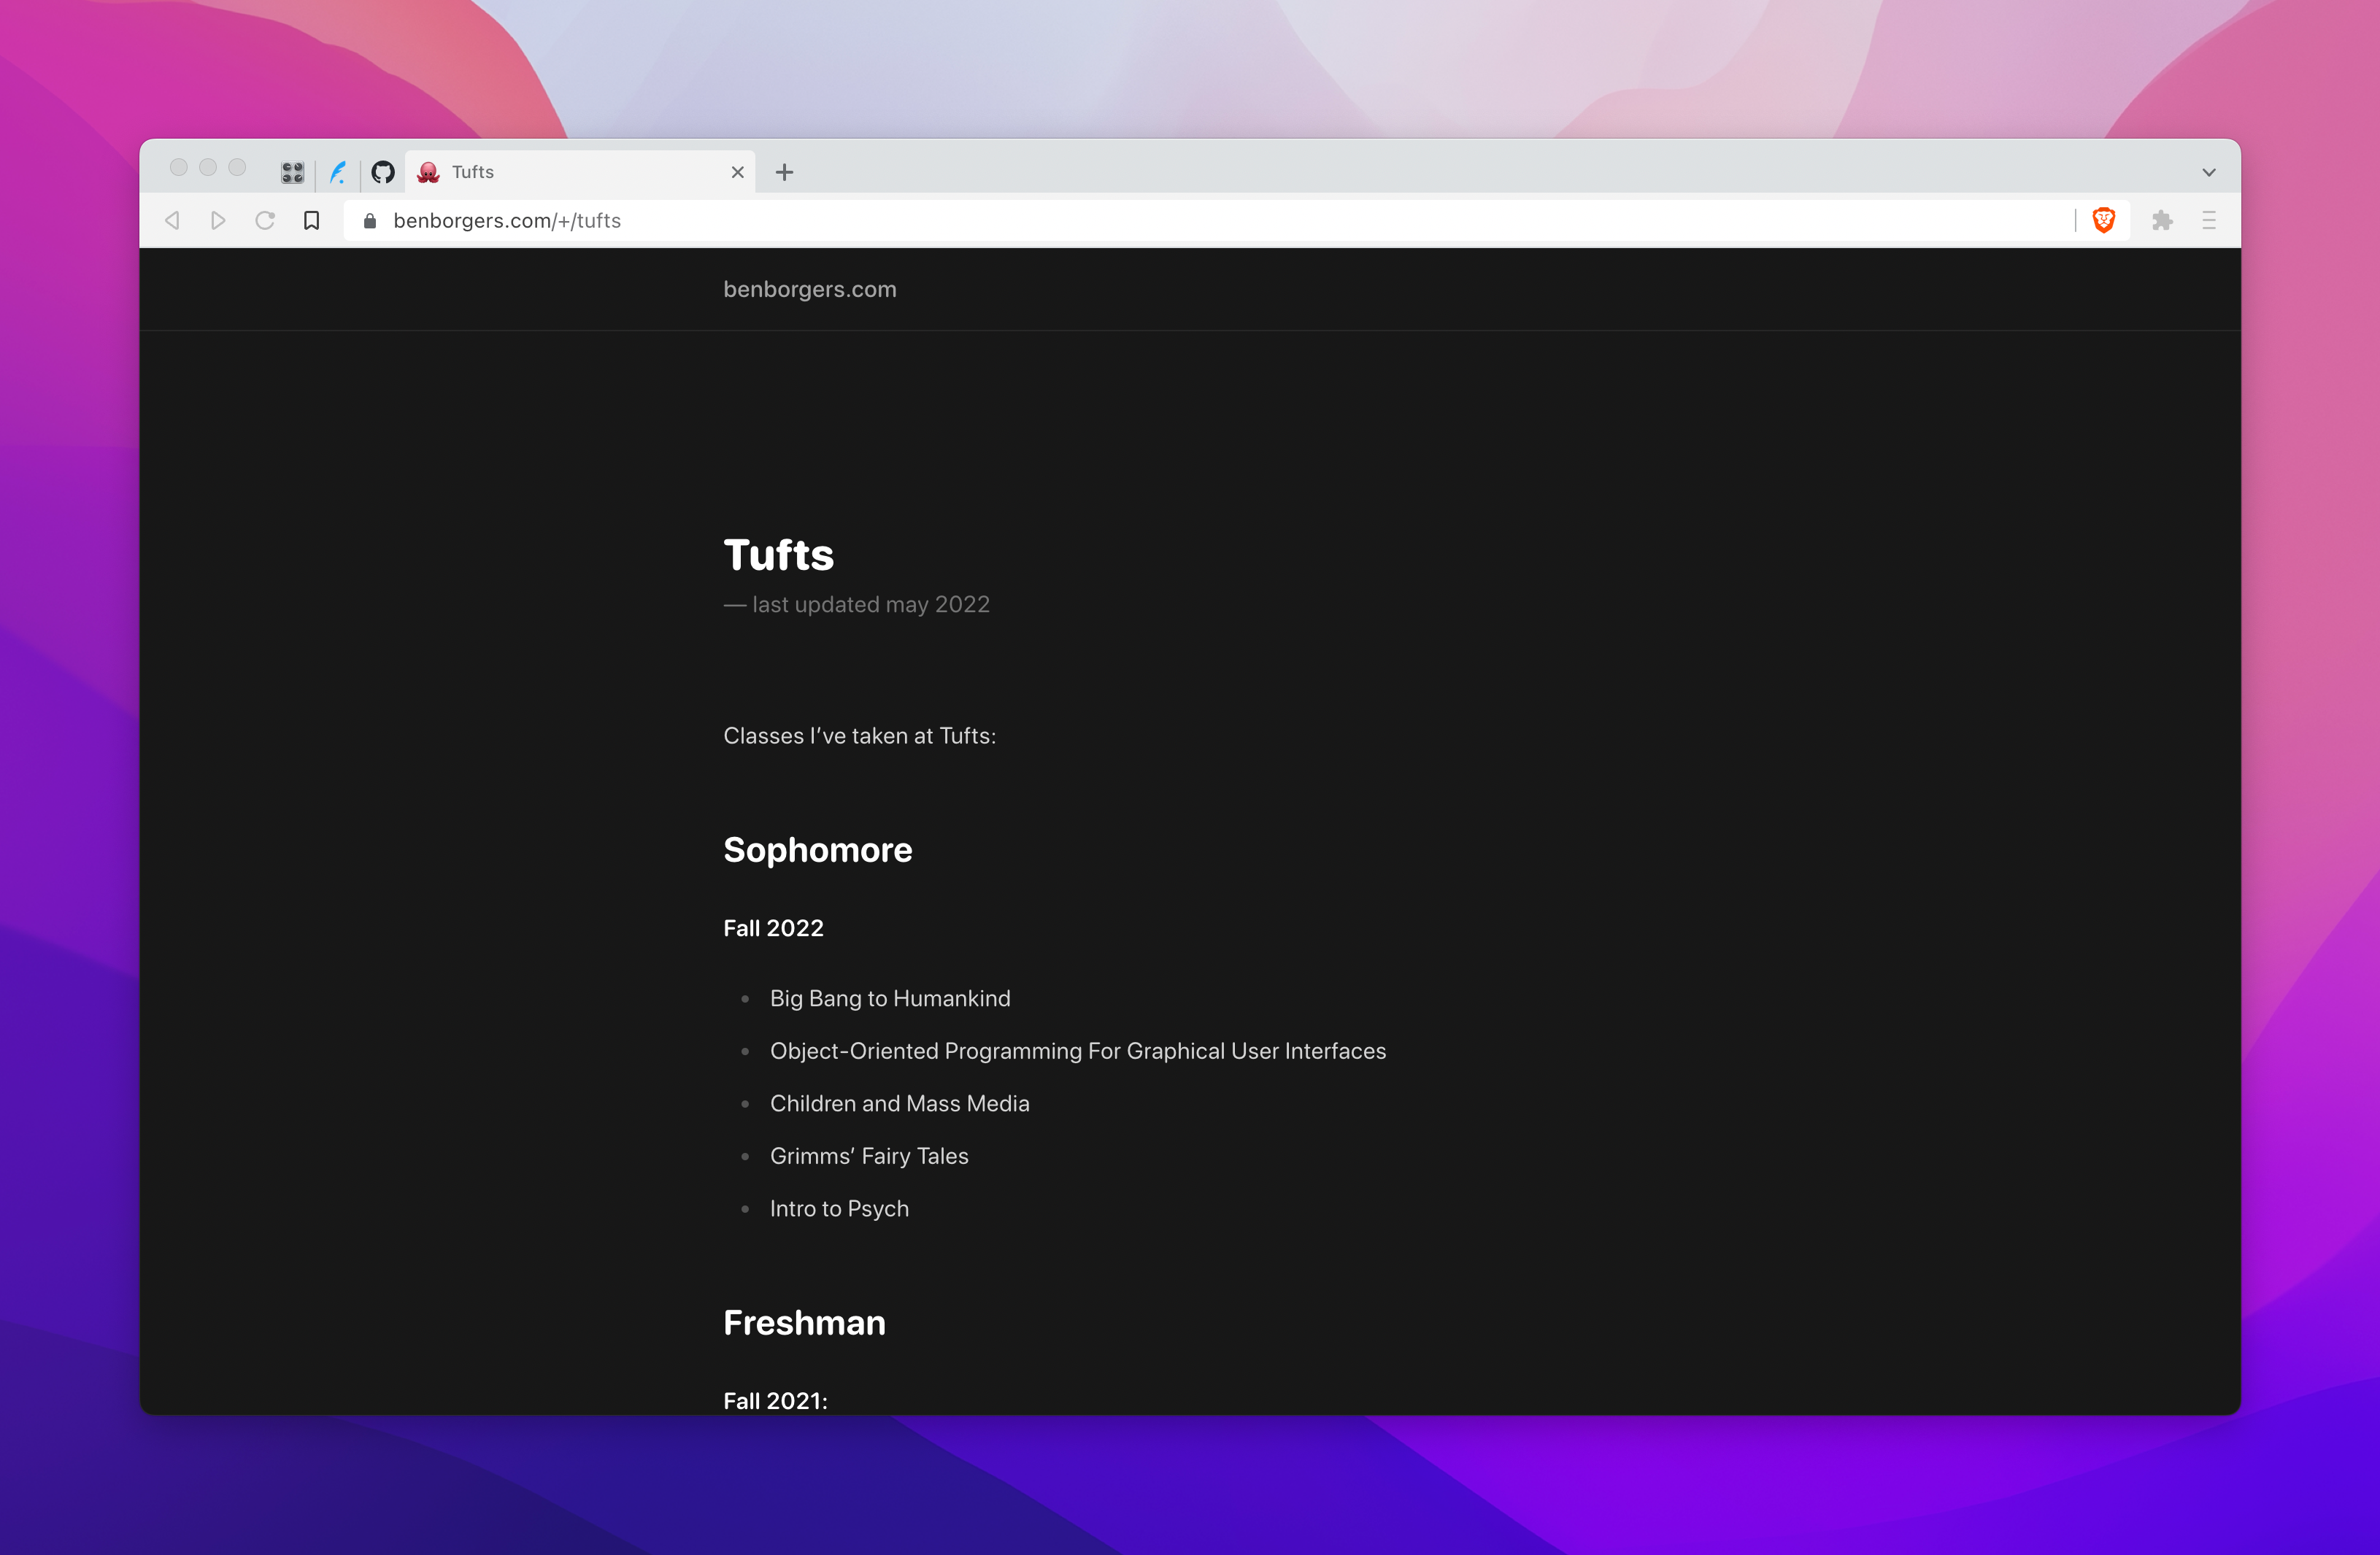 Tufts
benborgers.com/+/tufts
benborgers.com
Tufts
— last updated may 2022
Classes I’ve taken at Tufts:
Sophomore
Fall 2022
• Big Bang to Humankind
• Object-Oriented Programming For Graphical User Interfaces
• Children and Mass Media
• Grimms’ Fairy Tales
• Intro to Psych
Freshman
Fall 2021: